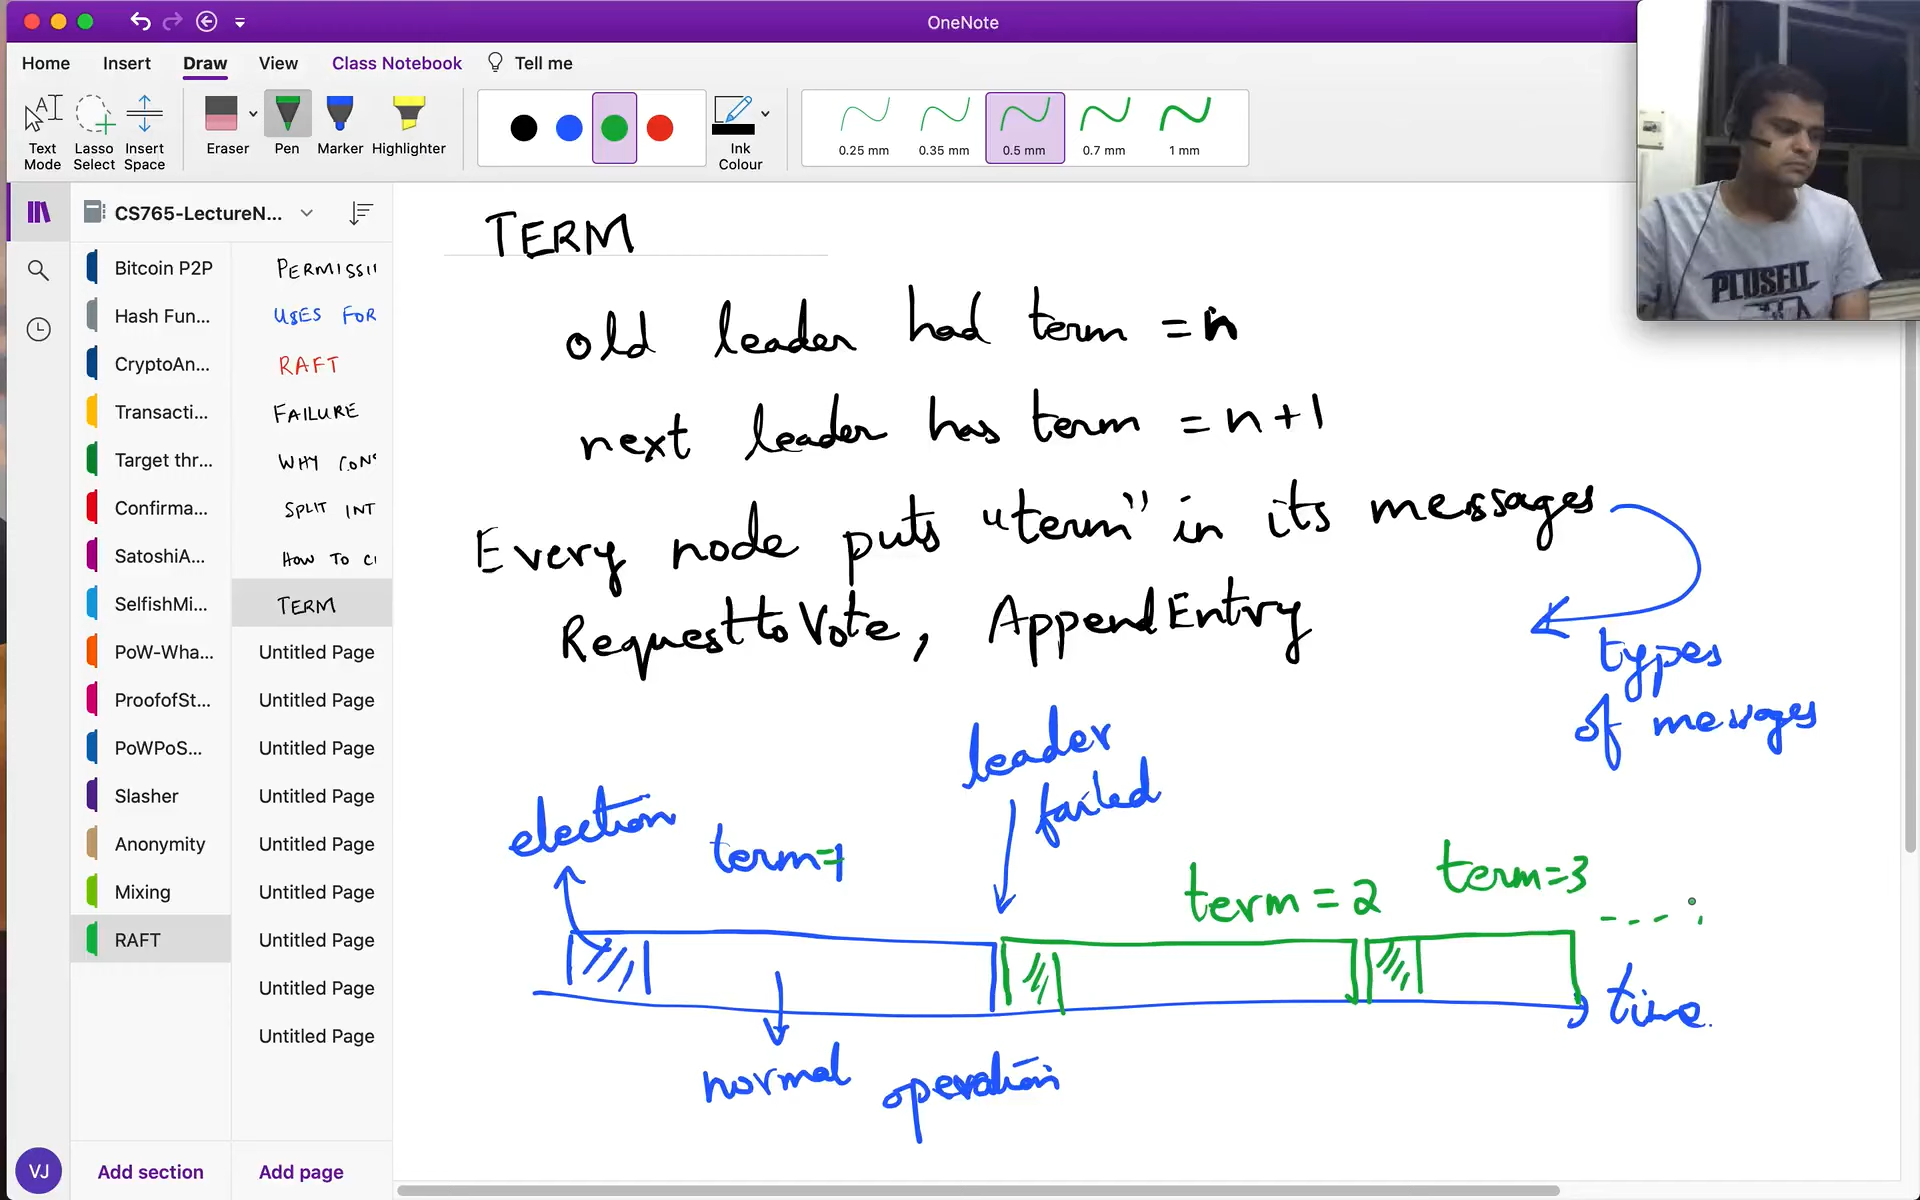 OneNote
Home Insert Draw View Class Notebook Tell me
Text Mode
Lasso Select
Insert Space
Eraser
Pen
Marker
Highlighter
Ink Colour
0.25 mm
0.35 mm
0.5 mm
0.7 mm
1 mm
CS765-LectureN...
Bitcoin P2P
Hash Fun...
CryptoAn...
Transacti...
Target thr...
Confirma...
SatoshiA...
SelfishMi...
PoW-Wha...
ProofofSt...
PoWPoS...
Slasher
Anonymity
Mixing
RAFT
Add section
PERMISSI
USES FOR
RAFT
FAILURE
WHY CONS
SPLIT INT
HOW TO C
TERM
Untitled Page
Untitled Page
Untitled Page
Untitled Page
Untitled Page
Untitled Page
Untitled Page
Untitled Page
Untitled Page
Add page
VJ
TERM
old leader had term = n
next leader has term = n+1
Every node puts "term" in its messages
RequesttoVote, AppendEntry
types
of messages
leader
failed
election
term=1
term = 2
term=3
time
normal operation
PLUSFIT